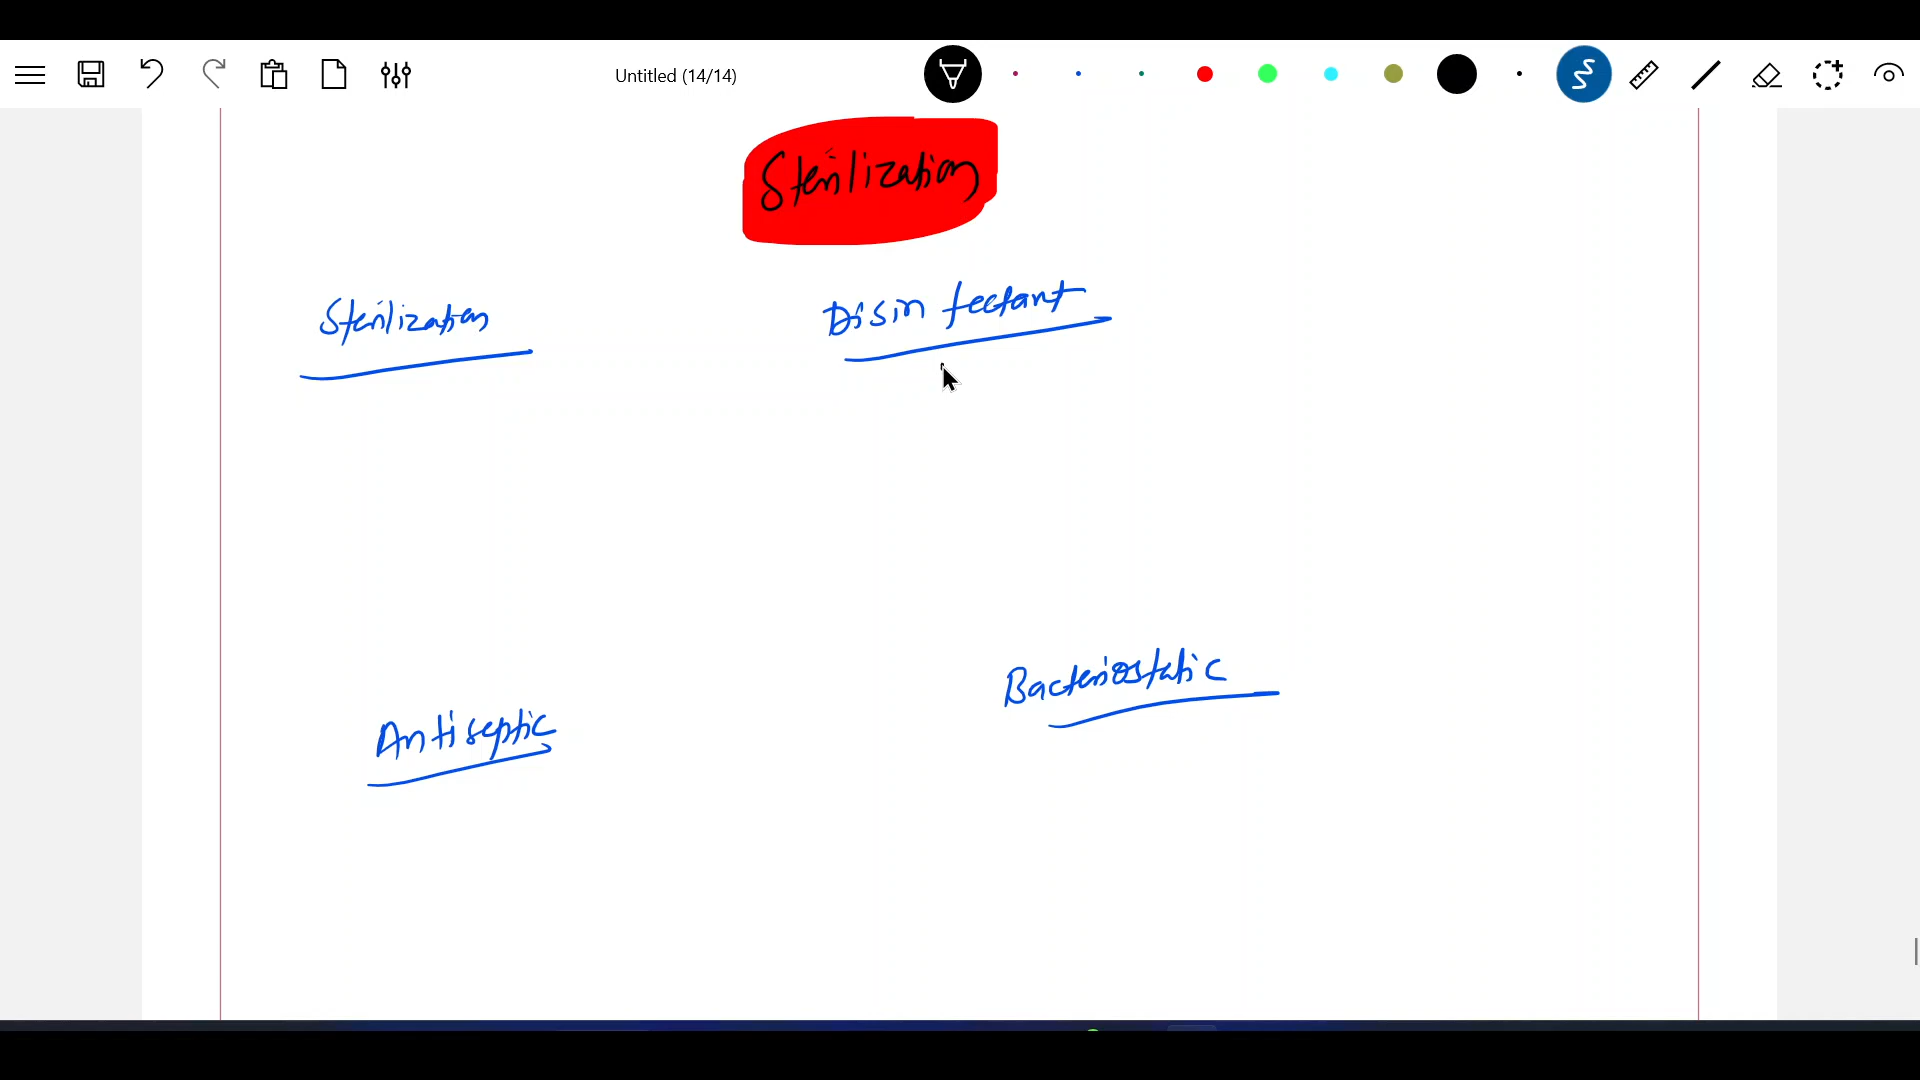 Untitled (14/14)
Sterilization
Sterilization
Disinfectant
Bacteriostatic
Antiseptic